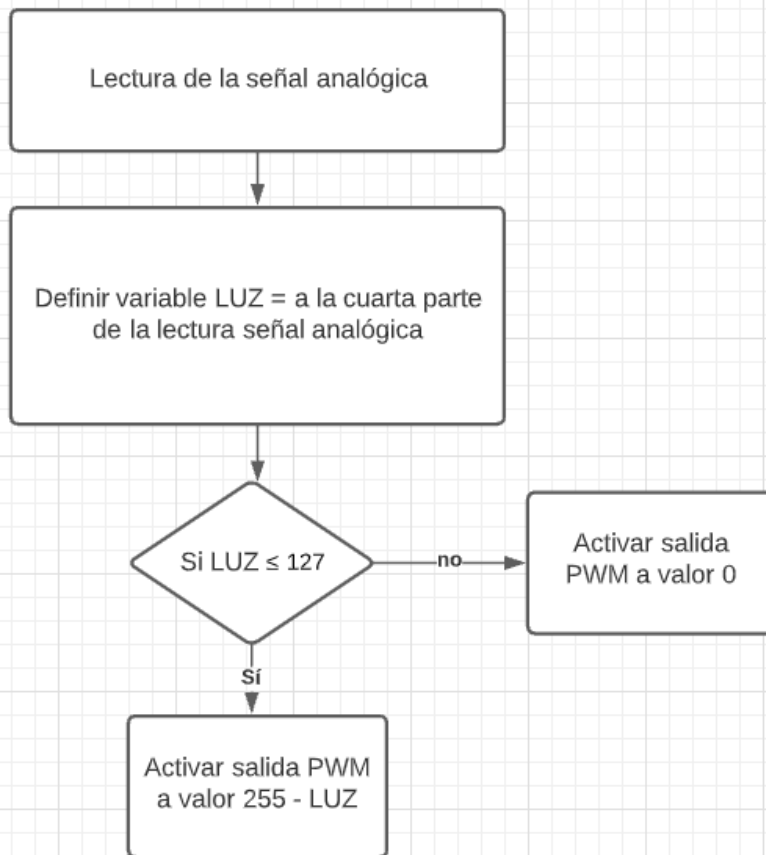 Lectura de la señal analógica
Definir variable LUZ = a la cuarta parte
de la lectura señal analógica
Si LUZ ≤ 127
no
Activar salida
PWM a valor 0
Sí
Activar salida PWM
a valor 255 - LUZ